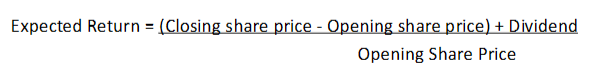 Expected Return = (Closing share price - Opening share price) + Dividend
Opening Share Price